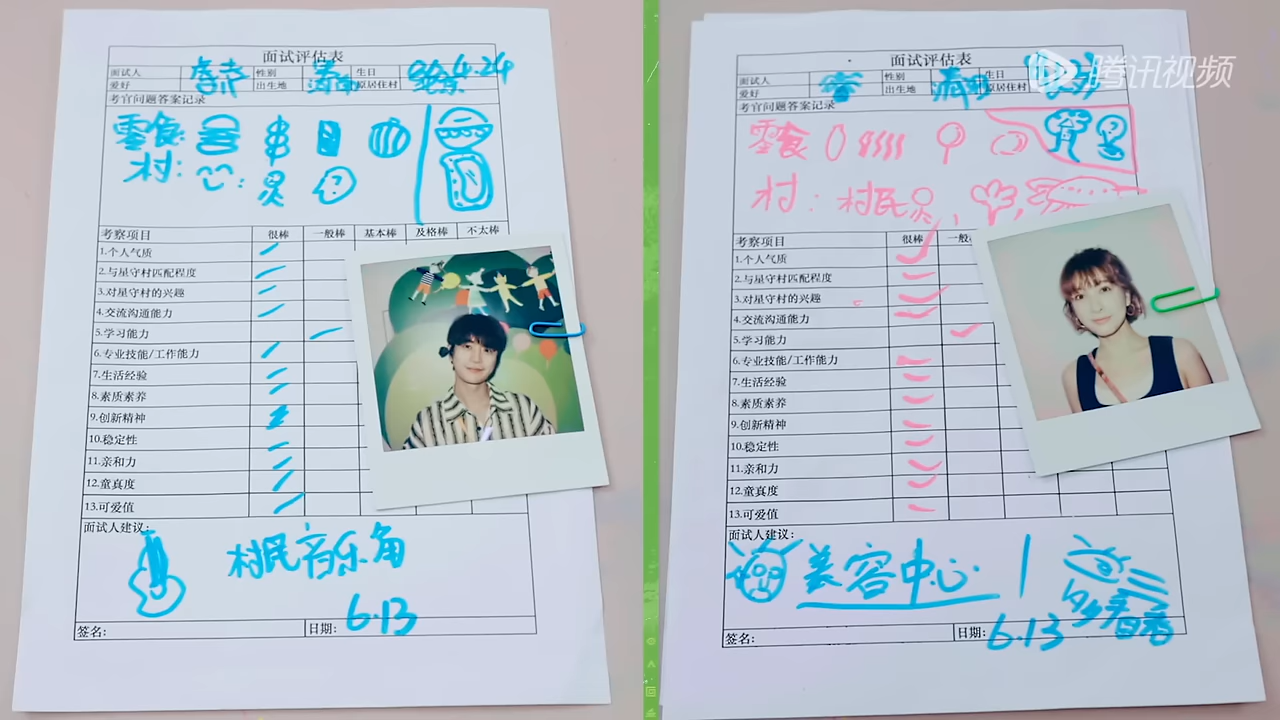 面试评估表
面试人
性别
生日
4.24
爱好
出生地
原居住村
考官问题答案记录
零食:
村:
考察项目 很棒 一般棒 基本棒 及格棒 不太棒
1.个人气质
2.与星守村匹配程度
3.对星守村的兴趣
4.交流沟通能力
5.学习能力
6.专业技能/工作能力
7.生活经验
8.素质素养
9.创新精神
10.稳定性
11.亲和力
12.童真度
13.可爱值
面试人建议:
村民音乐角
签名: 日期: 6.13
腾讯视频
面试评估表
面试人
性别
生日
爱好
出生地
原居住村
考官问题答案记录
零食
村: 村民
考察项目 很棒
1.个人气质
2.与星守村匹配程度
3.对星守村的兴趣
4.交流沟通能力
5.学习能力
6.专业技能/工作能力
7.生活经验
8.素质素养
9.创新精神
10.稳定性
11.亲和力
12.童真度
13.可爱值
面试人建议:
美容中心
签名: 日期: 6.13